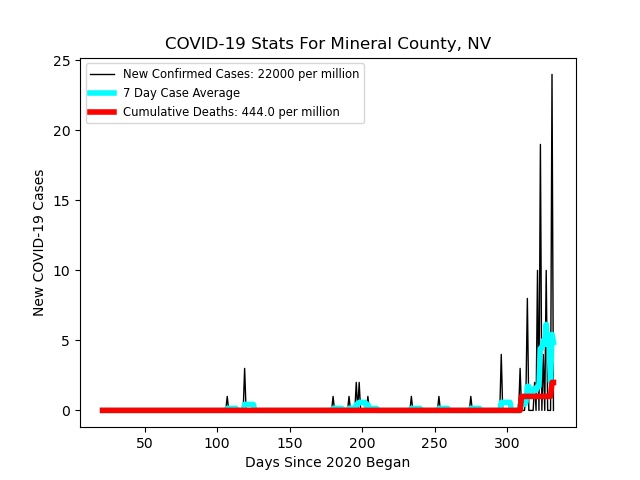 COVID-19 Stats For Mineral County, NV
New Confirmed Cases: 22000 per million
7 Day Case Average
Cumulative Deaths: 444.0 per million
New COVID-19 Cases
25
20
15
10
5
0
50
100
150
200
250
300
Days Since 2020 Began